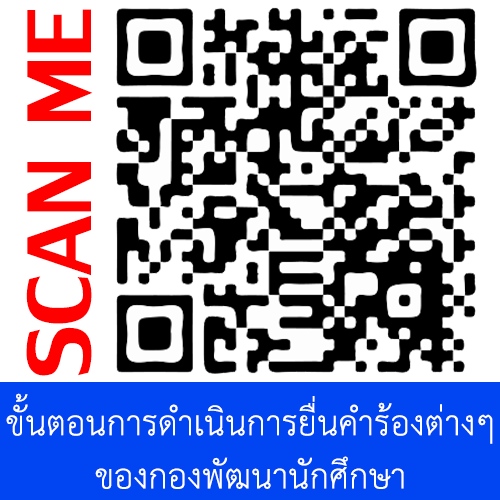 SCAN ME
ขั้นตอนการดำเนินการยื่นคำร้องต่างๆ
ของกองพัฒนานักศึกษา